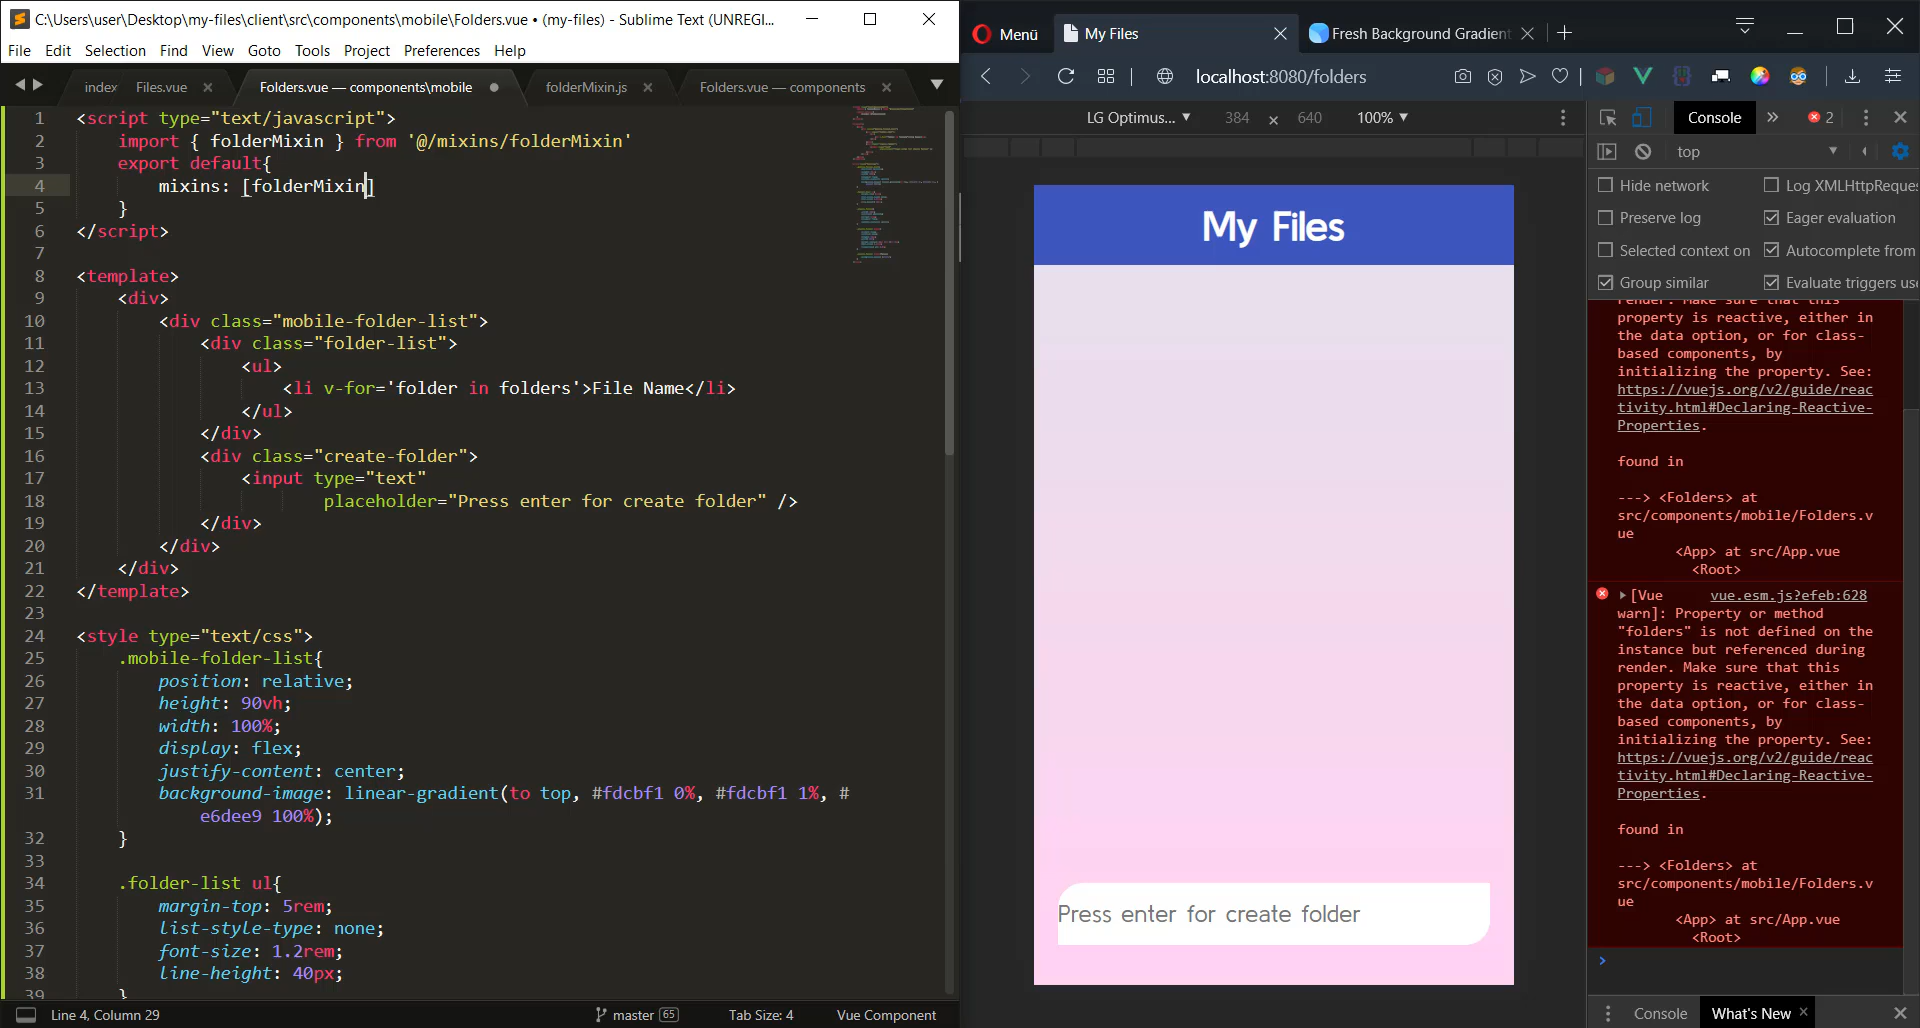 C:\Users\user\Desktop\my-files\client\src\components\mobile\Folders.vue • (my-files) - Sublime Text (UNREGI...
File Edit Selection Find View Goto Tools Project Preferences Help
index Files.vue Folders.vue — components\mobile folderMixin.js Folders.vue — components
1 <script type="text/javascript">
2 import { folderMixin } from '@/mixins/folderMixin'
3 export default{
4 mixins: [folderMixin]
5 }
6 </script>
7
8 <template>
9 <div>
10 <div class="mobile-folder-list">
11 <div class="folder-list">
12 <ul>
13 <li v-for='folder in folders'>File Name</li>
14 </ul>
15 </div>
16 <div class="create-folder">
17 <input type="text"
18 placeholder="Press enter for create folder" />
19 </div>
20 </div>
21 </div>
22 </template>
23
24 <style type="text/css">
25 .mobile-folder-list{
26 position: relative;
27 height: 90vh;
28 width: 100%;
29 display: flex;
30 justify-content: center;
31 background-image: linear-gradient(to top, #fdcbf1 0%, #fdcbf1 1%, #
e6dee9 100%);
32 }
33
34 .folder-list ul{
35 margin-top: 5rem;
36 list-style-type: none;
37 font-size: 1.2rem;
38 line-height: 40px;
39 }
Line 4, Column 29 master 65 Tab Size: 4 Vue Component
Menü My Files Fresh Background Gradient
localhost:8080/folders
LG Optimus... ▼ 384 × 640 100% ▼
My Files
Press enter for create folder
Console » 2
top
Hide network Log XMLHttpReques
Preserve log Eager evaluation
Selected context on Autocomplete from
Group similar Evaluate triggers use
render. Make sure that this
property is reactive, either in
the data option, or for class-
based components, by
initializing the property. See:
https://vuejs.org/v2/guide/reac
tivity.html#Declaring-Reactive-
Properties.
found in
---> <Folders> at
src/components/mobile/Folders.v
ue
<App> at src/App.vue
<Root>
[Vue vue.esm.js?efeb:628
warn]: Property or method
"folders" is not defined on the
instance but referenced during
render. Make sure that this
property is reactive, either in
the data option, or for class-
based components, by
initializing the property. See:
https://vuejs.org/v2/guide/reac
tivity.html#Declaring-Reactive-
Properties.
found in
---> <Folders> at
src/components/mobile/Folders.v
ue
<App> at src/App.vue
<Root>
Console What's New